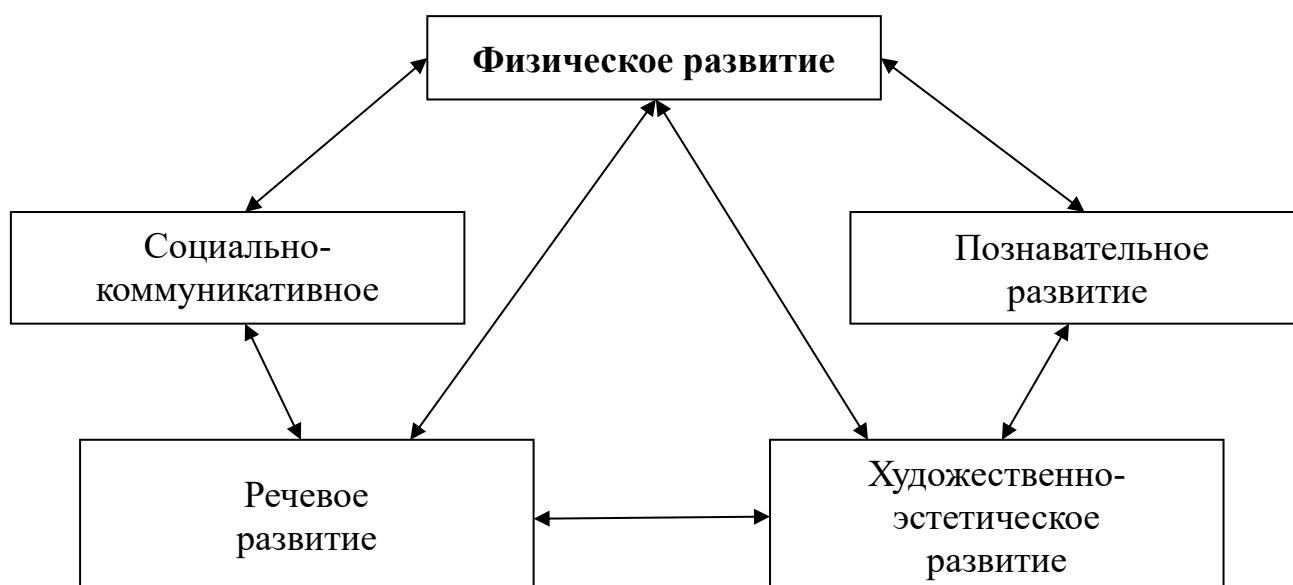 Физическое развитие
Социально-
коммуникативное
Познавательное
развитие
Речевое
развитие
Художественно-
эстетическое
развитие